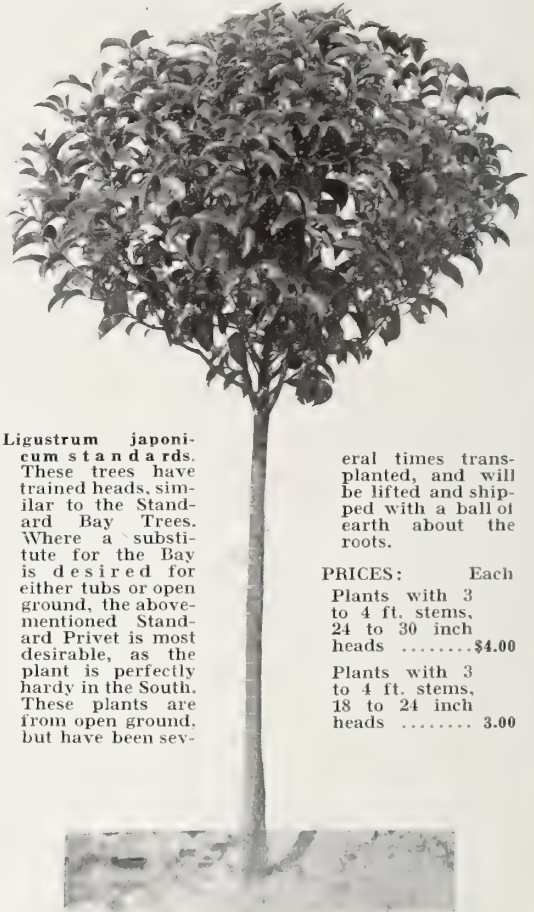 Ligustrum japoni-
cum standards.
These trees have
trained heads, sim-
ilar to the Stand-
ard Bay Trees.
Where a substi-
tute for the Bay
is desired for
either tubs or open
ground, the above-
mentioned Stand-
ard Privet is most
desirable, as the
plant is perfectly
hardy in the South.
These plants are
from open ground,
but have been sev-
eral times trans-
planted, and will
be lifted and ship-
ped with a ball of
earth about the
roots.
PRICES: Each
Plants with 3
to 4 ft. stems,
24 to 30 inch
heads ........$4.00
Plants with 3
to 4 ft. stems,
18 to 24 inch
heads ........ 3.00